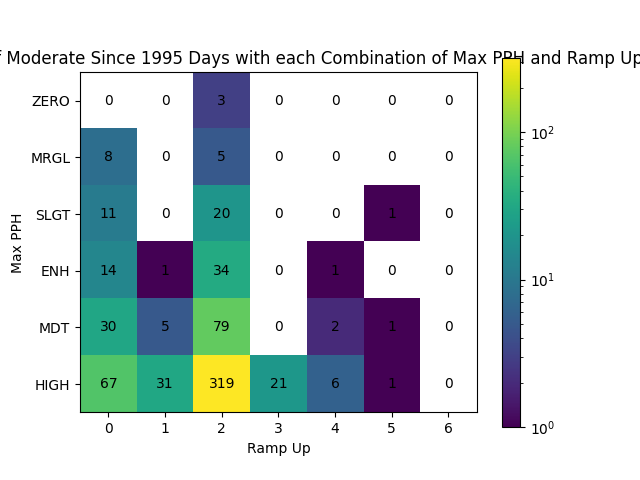 f Moderate Since 1995 Days with each Combination of Max PPH and Ramp Up
ZERO 0 0 3 0 0 0 0
MRGL 8 0 5 0 0 0 0
SLGT 11 0 20 0 0 1 0
ENH 14 1 34 0 1 0 0
MDT 30 5 79 0 2 1 0
HIGH 67 31 319 21 6 1 0
0 1 2 3 4 5 6
Ramp Up
Max PPH
10²
10¹
10⁰